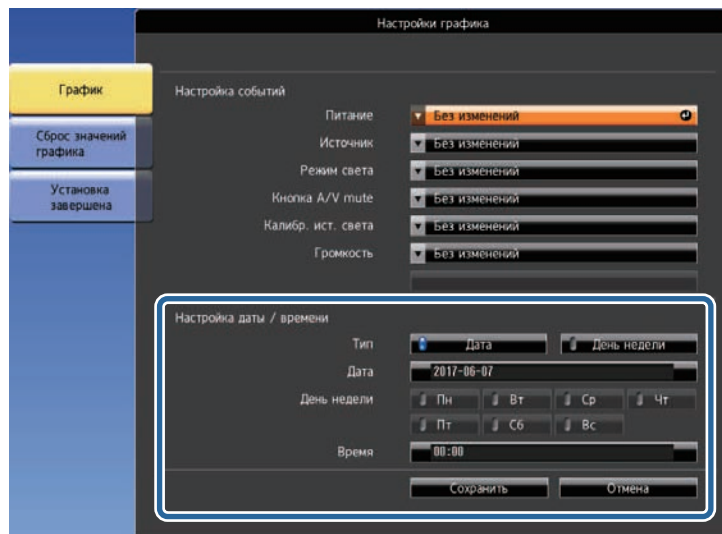 Настройки графика
График
Сброс значений
графика
Установка
завершена
Настройка событий
Питание Без изменений
Источник Без изменений
Режим света Без изменений
Кнопка A/V mute Без изменений
Калибр. ист. света Без изменений
Громкость Без изменений
Настройка даты / времени
Тип Дата День недели
Дата 2017-06-07
День недели Пн Вт Ср Чт
Пт Сб Вс
Время 00:00
Сохранить Отмена